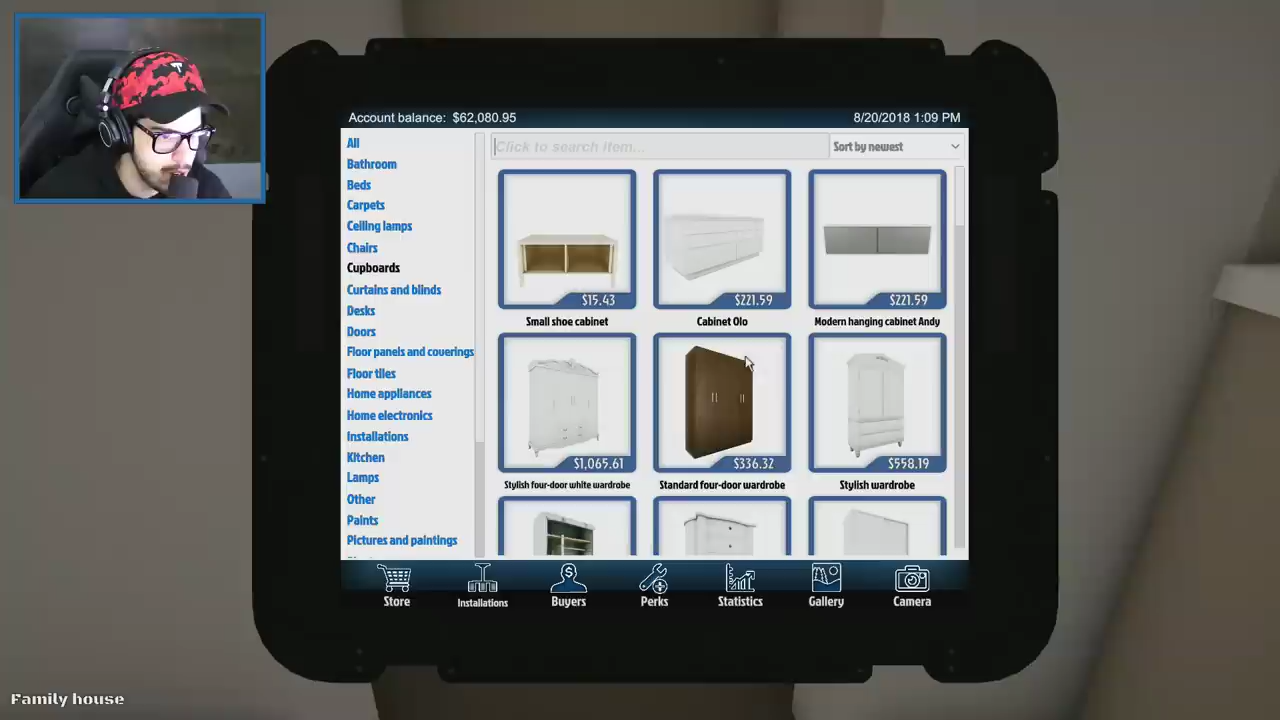 Account balance: $62,080.95
8/20/2018 1:09 PM
All
Bathroom
Beds
Carpets
Ceiling lamps
Chairs
Cupboards
Curtains and blinds
Desks
Doors
Floor panels and coverings
Floor tiles
Home appliances
Home electronics
Installations
Kitchen
Lamps
Other
Paints
Pictures and paintings
Click to search item...
Sort by newest
$15.43
$221.59
$221.59
Small shoe cabinet
Cabinet Olo
Modern hanging cabinet Andy
$1,065.61
$336.32
$558.19
Stylish four-door white wardrobe
Standard four-door wardrobe
Stylish wardrobe
Store
Installations
Buyers
Perks
Statistics
Gallery
Camera
Family house